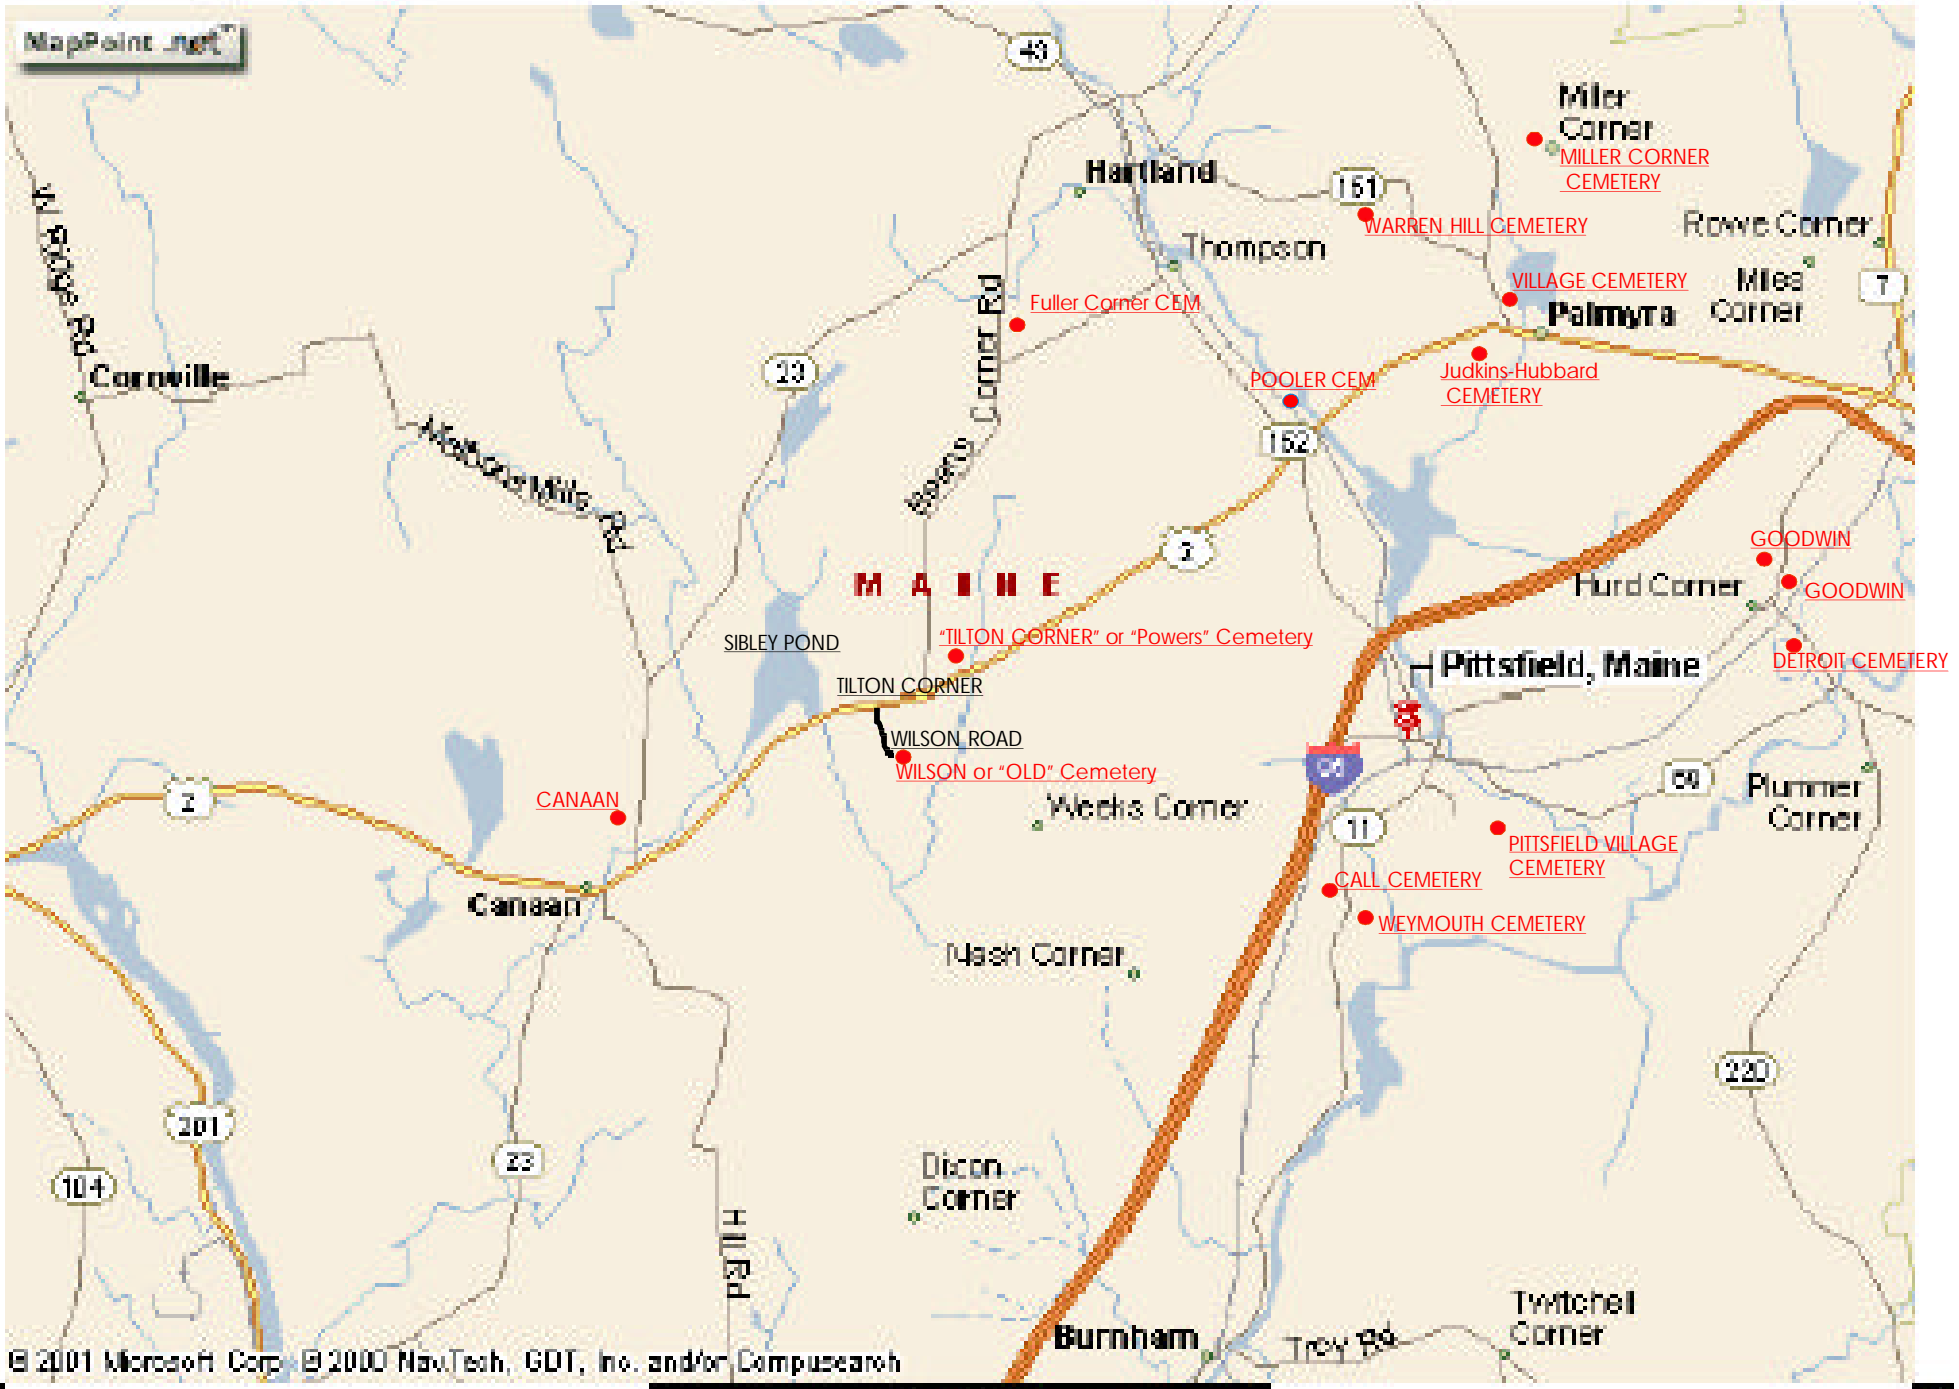 MapPoint .net
43
Miller
Corner
MILLER CORNER
CEMETERY
Hartland
151
WARREN HILL CEMETERY
Rowe Corner
Thompson
VILLAGE CEMETERY
Miles
Corner
7
Palmyra
Fuller Corner CEM
Corner Rd
Cornville
23
POOLER CEM
Judkins-Hubbard
CEMETERY
152
Rd
2
GOODWIN
MAINE
Hurd Corner
GOODWIN
SIBLEY POND
"TILTON CORNER" or "Powers" Cemetery
DETROIT CEMETERY
Pittsfield, Maine
TILTON CORNER
WILSON ROAD
WILSON or "OLD" Cemetery
95
69
2
CANAAN
Weeks Corner
Plummer
Corner
11
PITTSFIELD VILLAGE
CEMETERY
CALL CEMETERY
Canaan
WEYMOUTH CEMETERY
Nash Corner
220
201
23
104
Dixon
Corner
Hill Rd
Twitchell
Corner
Burnham
Troy Rd
© 2001 Microsoft Corp © 2000 NavTech, GDT, Inc. and/or Compusearch